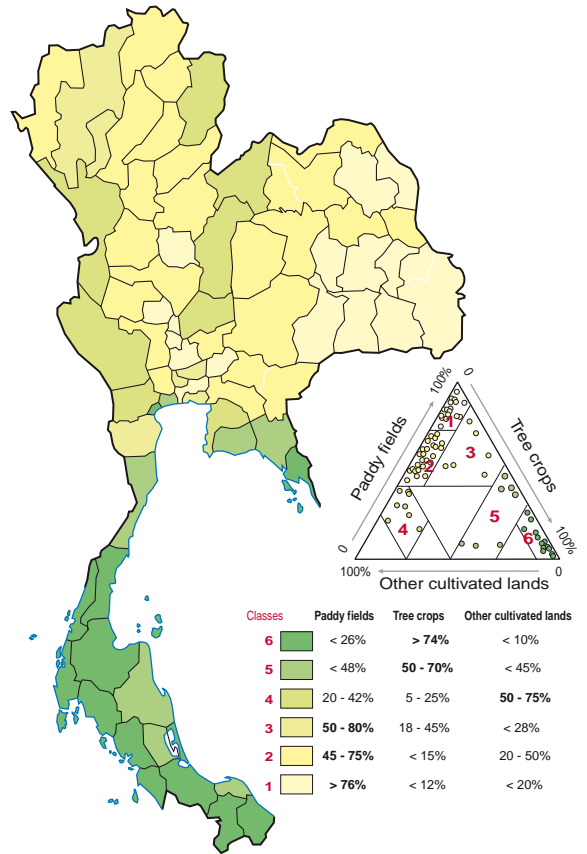 100%
0
1
Paddy fields
Tree crops
3
2
5
4
6
0
100%
100%
0
Other cultivated lands
Classes Paddy fields Tree crops Other cultivated lands
6 < 26% > 74% < 10%
5 < 48% 50 - 70% < 45%
4 20 - 42% 5 - 25% 50 - 75%
3 50 - 80% 18 - 45% < 28%
2 45 - 75% < 15% 20 - 50%
1 > 76% < 12% < 20%